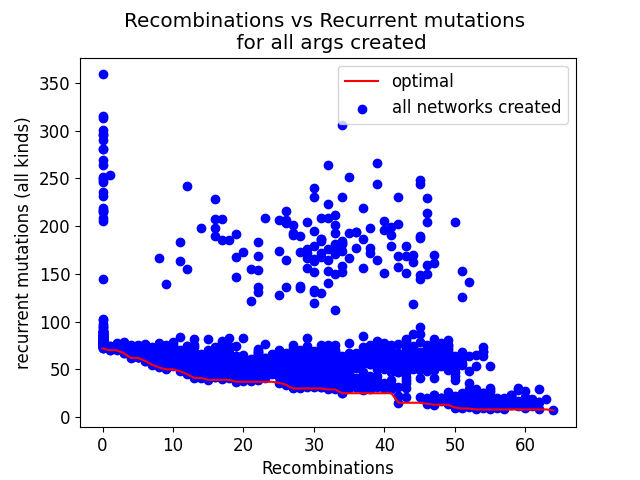 Recombinations vs Recurrent mutations
for all args created
optimal
all networks created
350
300
250
200
150
100
50
0
recurrent mutations (all kinds)
0 10 20 30 40 50 60
Recombinations